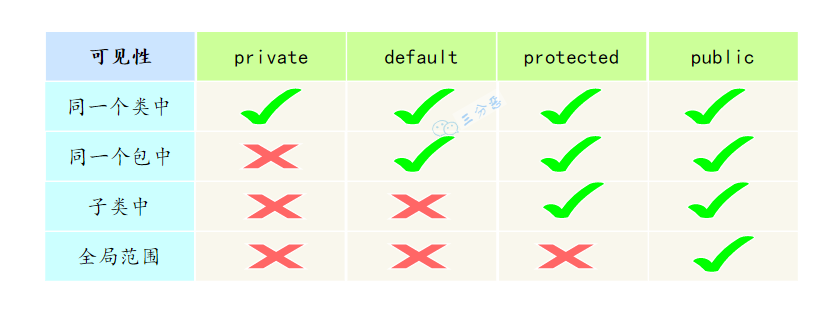 可见性 private default protected public
同一个类中
三分恶
同一个包中
子类中
全局范围